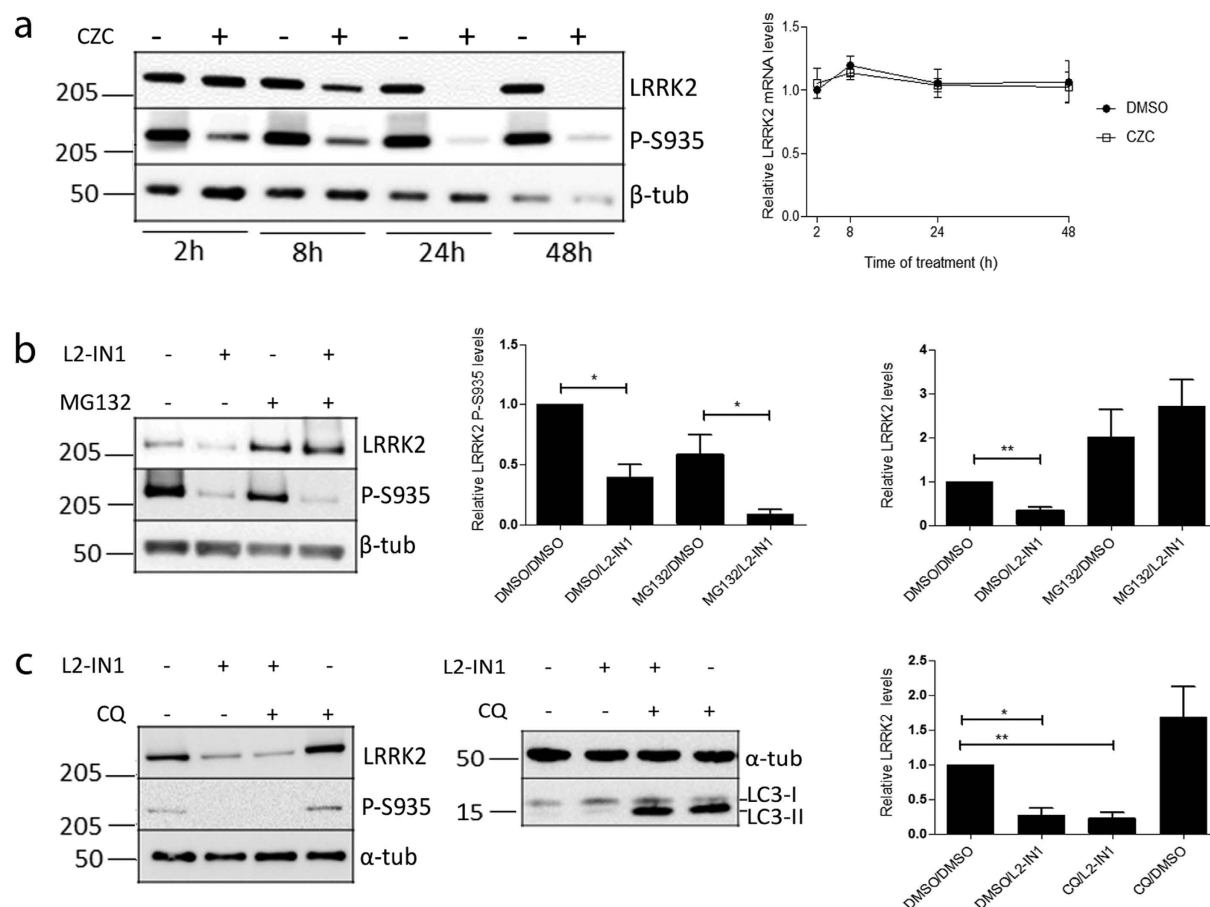 a
CZC - + - + - + - +
205 LRRK2
205 P-S935
50 β-tub
2h 8h 24h 48h
Relative LRRK2 mRNA levels
1.5
1.0
0.5
1.0
2 8 24 48
Time of treatment (h)
DMSO
CZC
b
L2-IN1 - + - +
MG132 - - + +
205 LRRK2
205 P-S935
50 β-tub
Relative LRRK2 P-S935 levels
1.0
0.5
0.0
* *
DMSO/DMSO
DMSO/L2-IN1
MG132/DMSO
MG132/L2-IN1
Relative LRRK2 levels
4
3
2
1
0
**
DMSO/DMSO
DMSO/L2-IN1
MG132/DMSO
MG132/L2-IN1
c
L2-IN1 - + + -
CQ - - + +
205 LRRK2
205 P-S935
50 α-tub
L2-IN1 - + + -
CQ - - + +
50 α-tub
LC3-I
15 LC3-II
Relative LRRK2 levels
2.5
2.0
1.5
1.0
0.5
0.0
*
**
DMSO/DMSO
DMSO/L2-IN1
CQ/L2-IN1
CQ/DMSO